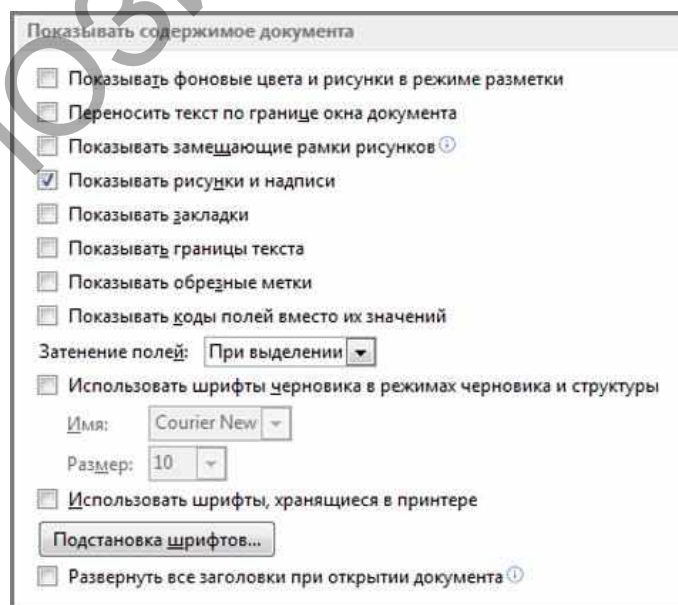 Показывать содержимое документа
Показывать фоновые цвета и рисунки в режиме разметки
Переносить текст по границе окна документа
Показывать замещающие рамки рисунков
Показывать рисунки и надписи
Показывать закладки
Показывать границы текста
Показывать обрезные метки
Показывать коды полей вместо их значений
Затенение полей: При выделении
Использовать шрифты черновика в режимах черновика и структуры
Имя: Courier New
Размер: 10
Использовать шрифты, хранящиеся в принтере
Подстановка шрифтов...
Развернуть все заголовки при открытии документа